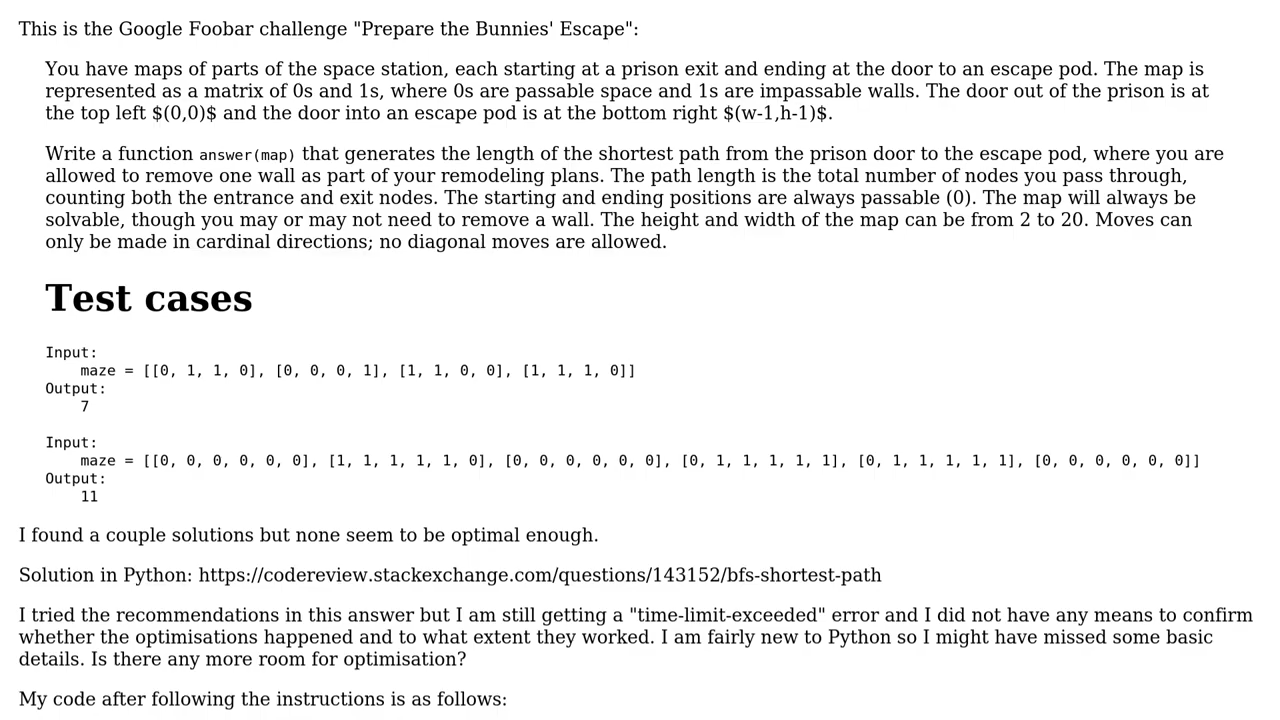 This is the Google Foobar challenge "Prepare the Bunnies' Escape":
You have maps of parts of the space station, each starting at a prison exit and ending at the door to an escape pod. The map is
represented as a matrix of 0s and 1s, where 0s are passable space and 1s are impassable walls. The door out of the prison is at
the top left $(0,0)$ and the door into an escape pod is at the bottom right $(w-1,h-1)$.
Write a function answer(map) that generates the length of the shortest path from the prison door to the escape pod, where you are
allowed to remove one wall as part of your remodeling plans. The path length is the total number of nodes you pass through,
counting both the entrance and exit nodes. The starting and ending positions are always passable (0). The map will always be
solvable, though you may or may not need to remove a wall. The height and width of the map can be from 2 to 20. Moves can
only be made in cardinal directions; no diagonal moves are allowed.
Test cases
Input:
    maze = [[0, 1, 1, 0], [0, 0, 0, 1], [1, 1, 0, 0], [1, 1, 1, 0]]
Output:
    7
Input:
    maze = [[0, 0, 0, 0, 0, 0], [1, 1, 1, 1, 1, 0], [0, 0, 0, 0, 0, 0], [0, 1, 1, 1, 1, 1], [0, 1, 1, 1, 1, 1], [0, 0, 0, 0, 0, 0]]
Output:
    11
I found a couple solutions but none seem to be optimal enough.
Solution in Python: https://codereview.stackexchange.com/questions/143152/bfs-shortest-path
I tried the recommendations in this answer but I am still getting a "time-limit-exceeded" error and I did not have any means to confirm
whether the optimisations happened and to what extent they worked. I am fairly new to Python so I might have missed some basic
details. Is there any more room for optimisation?
My code after following the instructions is as follows: